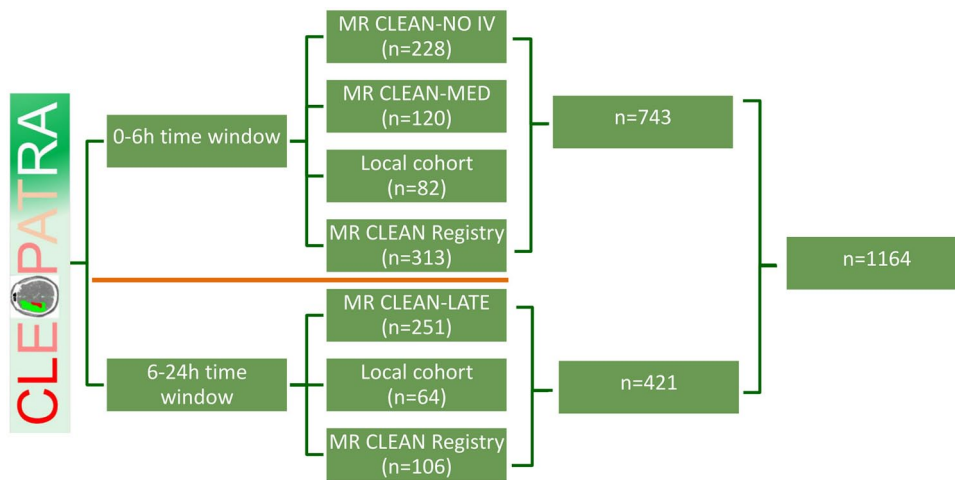 CLEOPATRA
0-6h time window
MR CLEAN-NO IV
(n=228)
MR CLEAN-MED
(n=120)
Local cohort
(n=82)
MR CLEAN Registry
(n=313)
n=743
6-24h time
window
MR CLEAN-LATE
(n=251)
Local cohort
(n=64)
MR CLEAN Registry
(n=106)
n=421
n=1164